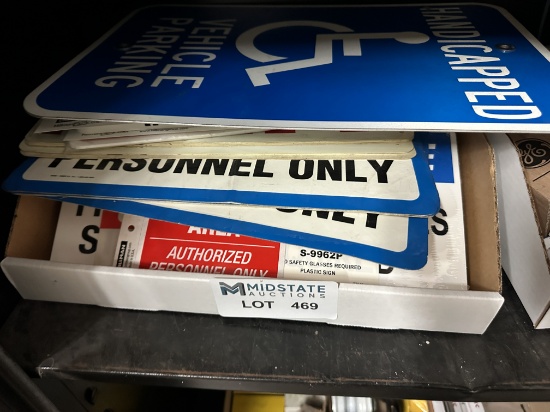 HANDICAPPED
VEHICLE
PARKING
PERSONNEL ONLY
ONLY
S
S
AREA
AUTHORIZED
PERSONNEL ONLY
S-9962P
SAFETY GLASSES REQUIRED
PLASTIC SIGN
MIDSTATE
AUCTIONS
LOT 469